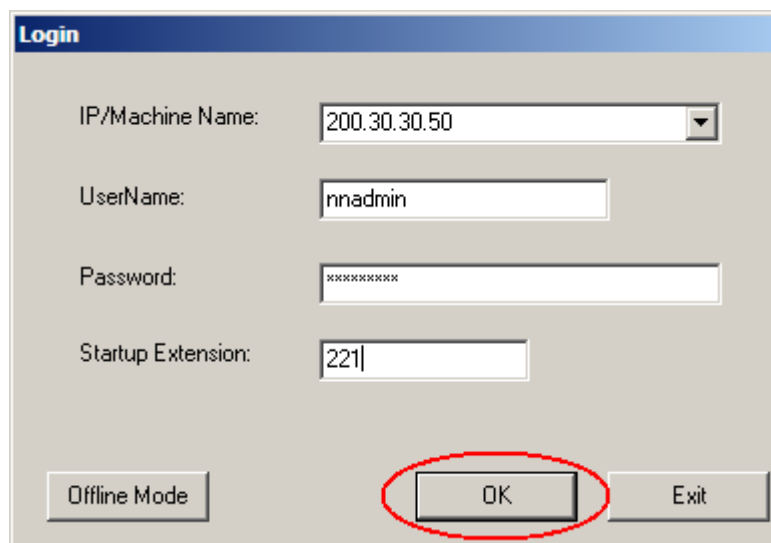 Login
IP/Machine Name: 200.30.30.50
UserName: nnadmin
Password: *********
Startup Extension: 221
Offline Mode OK Exit